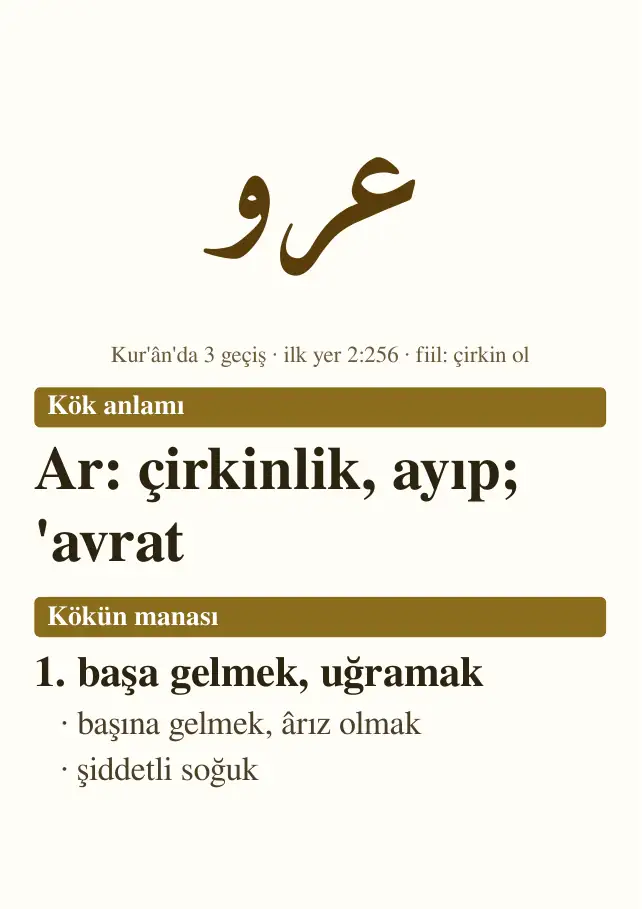 عرو
Kur'ân'da 3 geçiş · ilk yer 2:256 · fiil: çirkin ol
Kök anlamı
Ar: çirkinlik, ayıp;
'avrat
Kökün manası
1. başa gelmek, uğramak
· başına gelmek, ârız olmak
· şiddetli soğuk